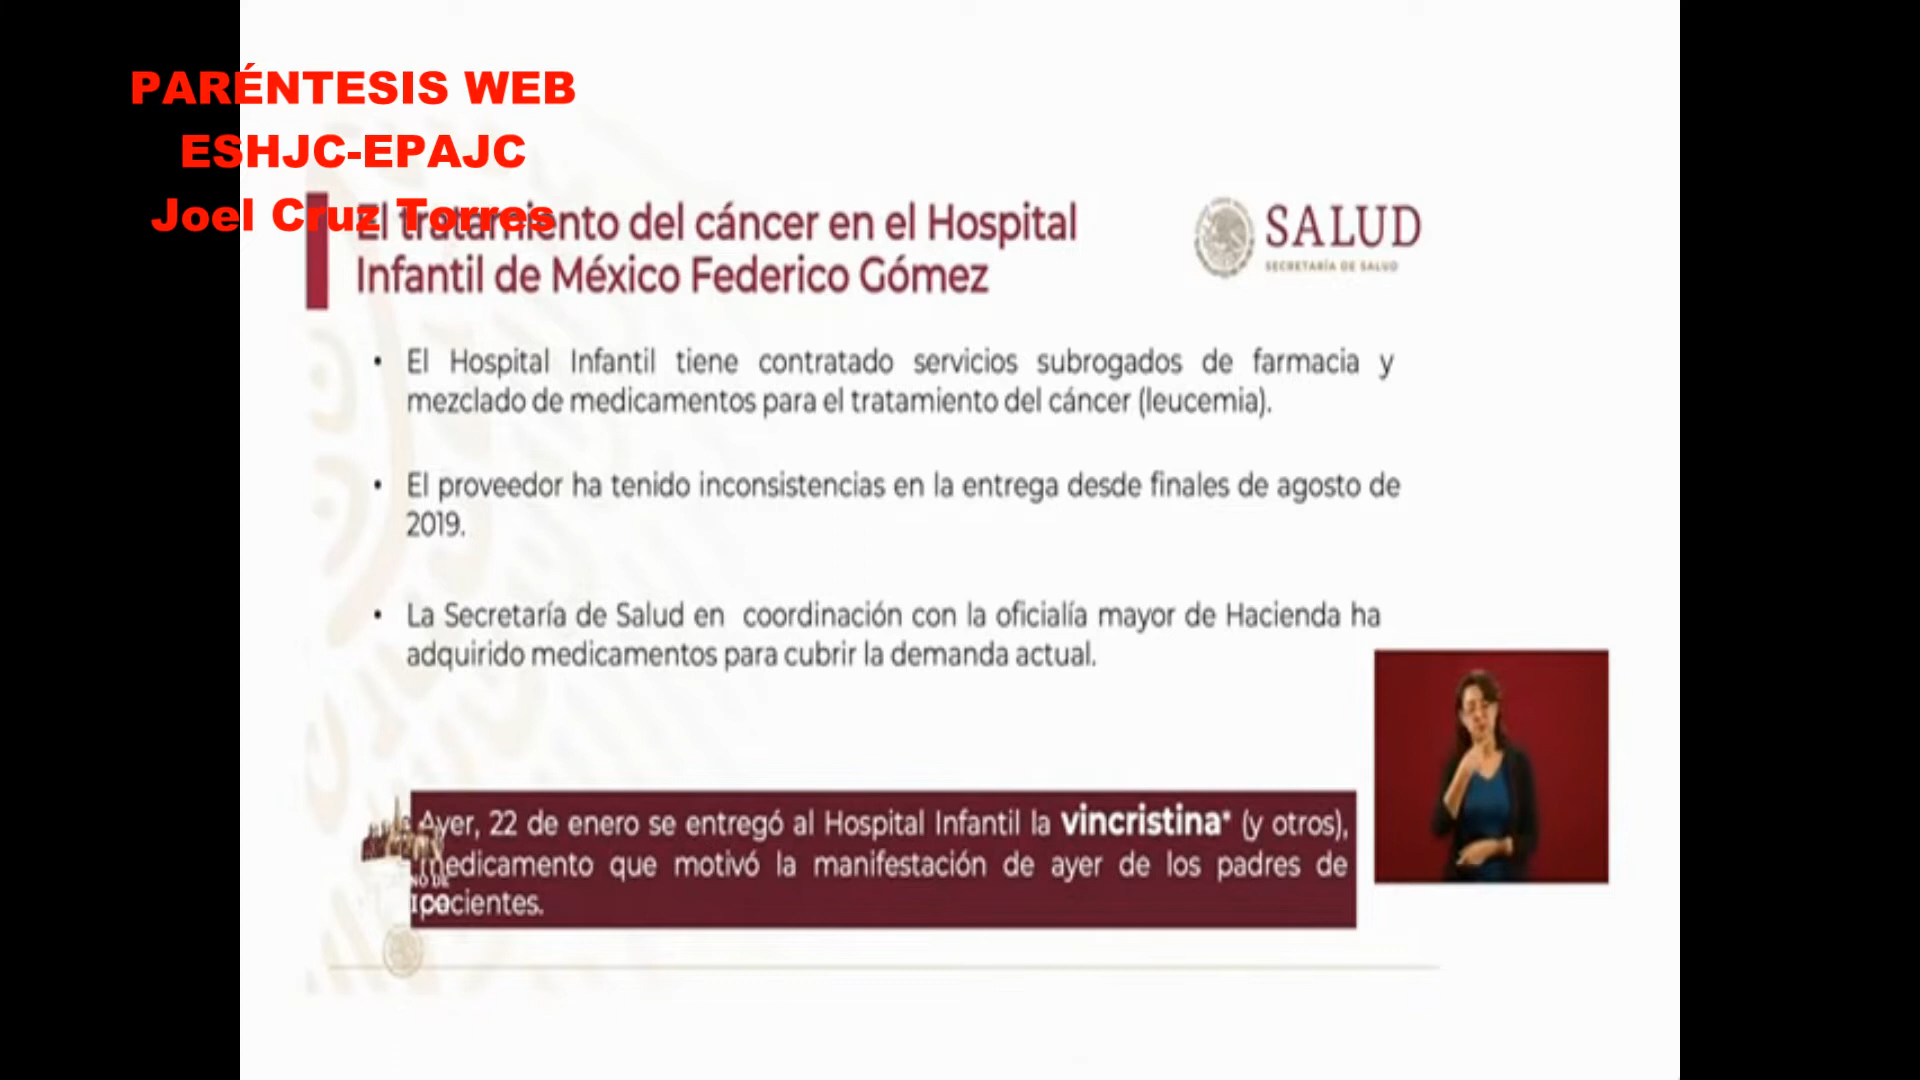 PARÉNTESIS WEB
ESHJC-EPAJC
Joel Cruz Torres
El tratamiento del cáncer en el Hospital
Infantil de México Federico Gómez
SALUD
SECRETARÍA DE SALUD
• El Hospital Infantil tiene contratado servicios subrogados de farmacia y
mezclado de medicamentos para el tratamiento del cáncer (leucemia).
• El proveedor ha tenido inconsistencias en la entrega desde finales de agosto de
2019.
• La Secretaría de Salud en coordinación con la oficialía mayor de Hacienda ha
adquirido medicamentos para cubrir la demanda actual.
Ayer, 22 de enero se entregó al Hospital Infantil la vincristina* (y otros),
medicamento que motivó la manifestación de ayer de los padres de
pacientes.